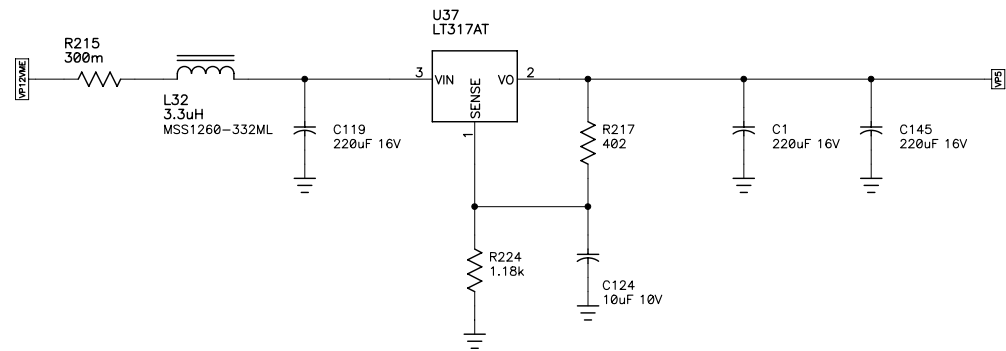 U37
LT317AT
R215
300m
VP12VME
3
VIN
VO
2
VP5
SENSE
1
L32
3.3uH
MSS1260-332ML
C119
220uF 16V
R217
402
C1
220uF 16V
C145
220uF 16V
R224
1.18k
C124
10uF 10V